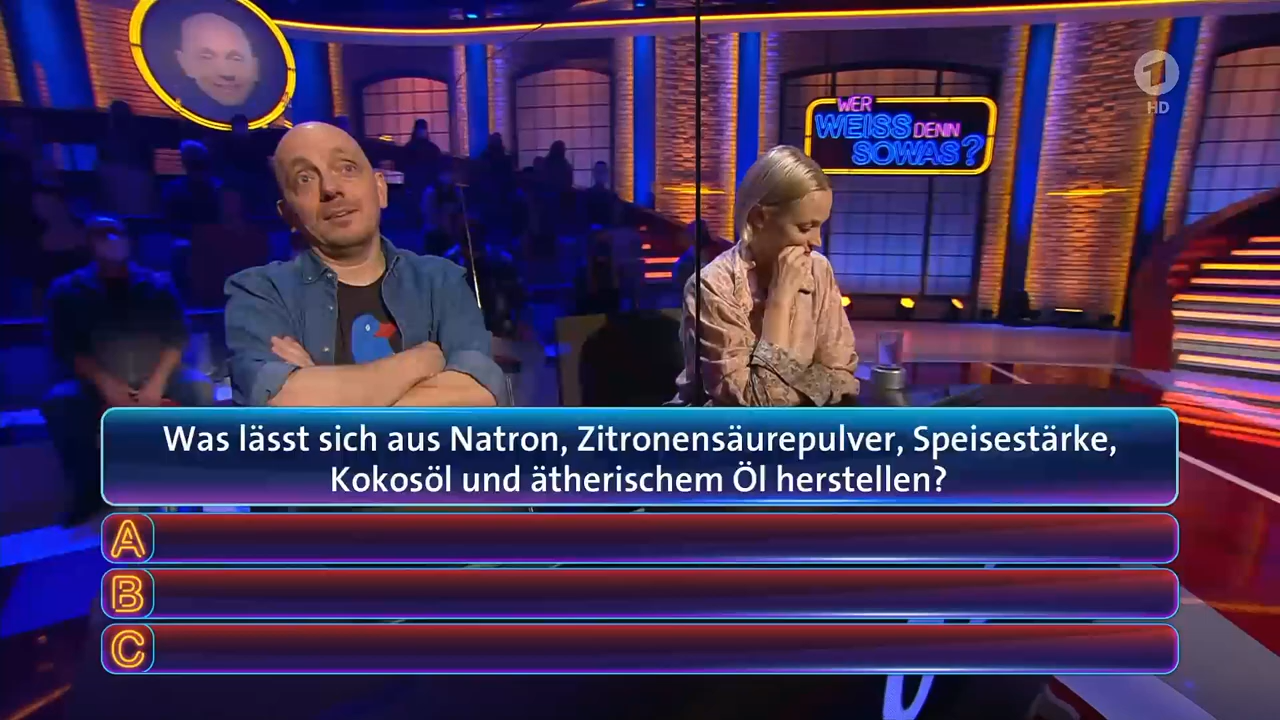 1
HD
WER
WEISS DENN
SOWAS?
Was lässt sich aus Natron, Zitronensäurepulver, Speisestärke,
Kokosöl und ätherischem Öl herstellen?
A
B
C